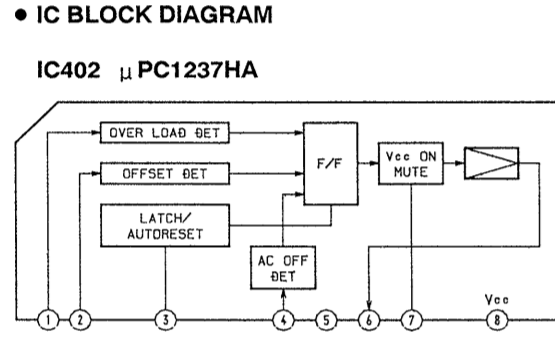 ● IC BLOCK DIAGRAM
IC402 μPC1237HA
OVER LOAD DET
OFFSET DET
LATCH/
AUTORESET
F/F
Vcc ON
MUTE
AC OFF
DET
Vcc
1 2 3 4 5 6 7 8